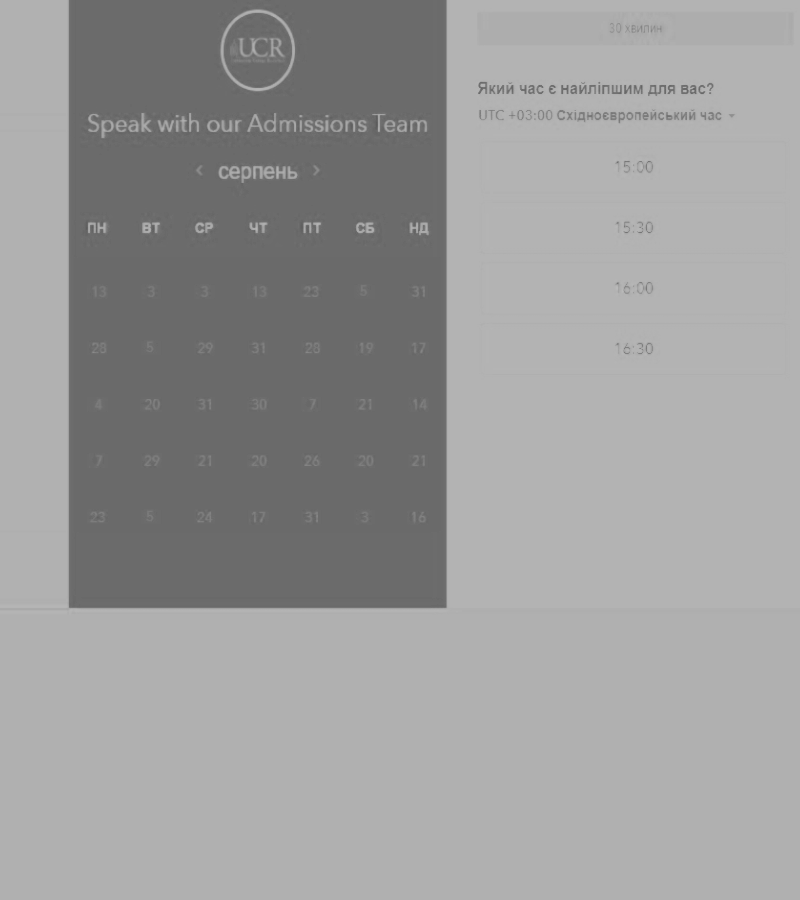 UCR
Speak with our Admissions Team
серпень
ПН ВТ СР ЧТ ПТ СБ НД
13 3 3 13 23 5 31
28 5 29 31 28 19 17
4 20 31 30 7 21 14
7 29 21 20 26 20 21
23 5 24 17 31 3 16
30 хвилин
Який час є найліпшим для вас?
UTC +03:00 Східноєвропейський час
15:00
15:30
16:00
16:30